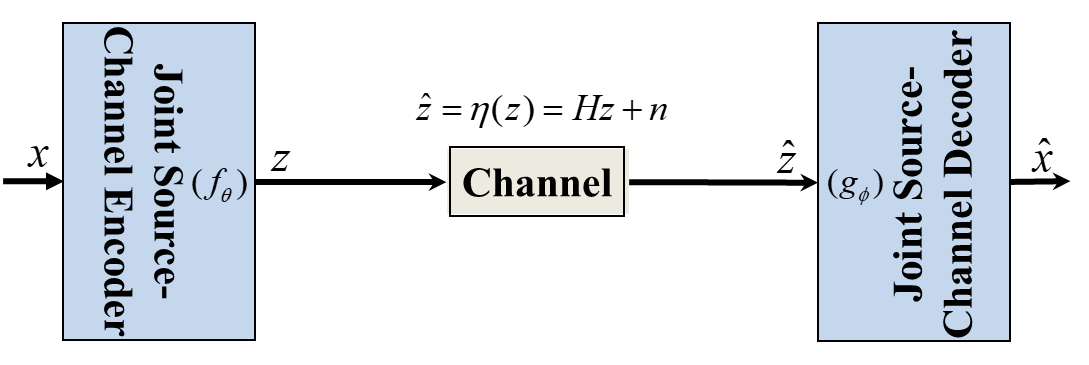 x
Joint Source-
Channel Encoder
(f_θ)
z
ẑ = η(z) = Hz + n
Channel
ẑ
(g_ϕ)
Joint Source-
Channel Decoder
x̂